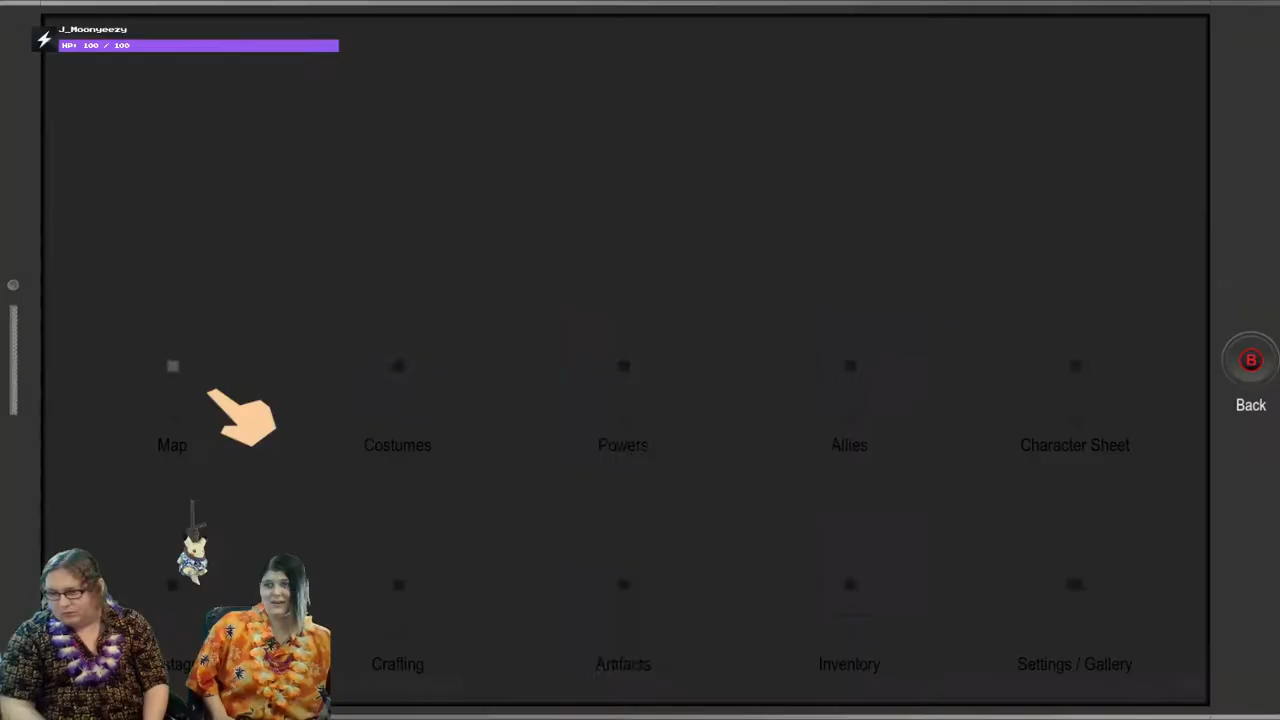 J_Moonyeezy
HP: 100 / 100
B
Back
Map
Costumes
Powers
Allies
Character Sheet
Crafting
Artifacts
Inventory
Settings / Gallery